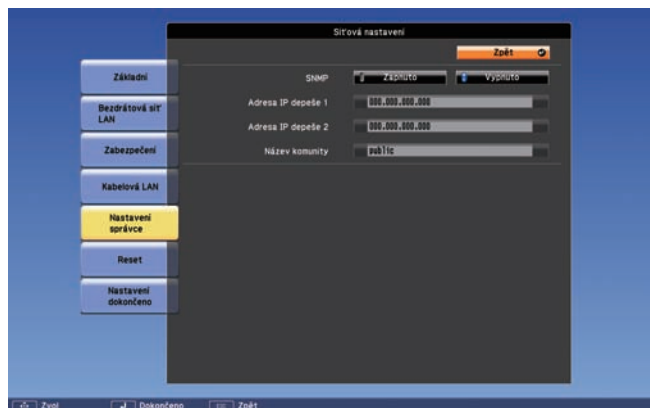 Síťová nastavení
Zpět
Základní
Bezdrátová síť
LAN
Zabezpečení
Kabelová LAN
Nastavení
správce
Reset
Nastavení
dokončeno
SNMP
Zapnuto
Vypnuto
Adresa IP depeše 1
000.000.000.000
Adresa IP depeše 2
000.000.000.000
Název komunity
public
Zvol
Dokončeno
Zpět